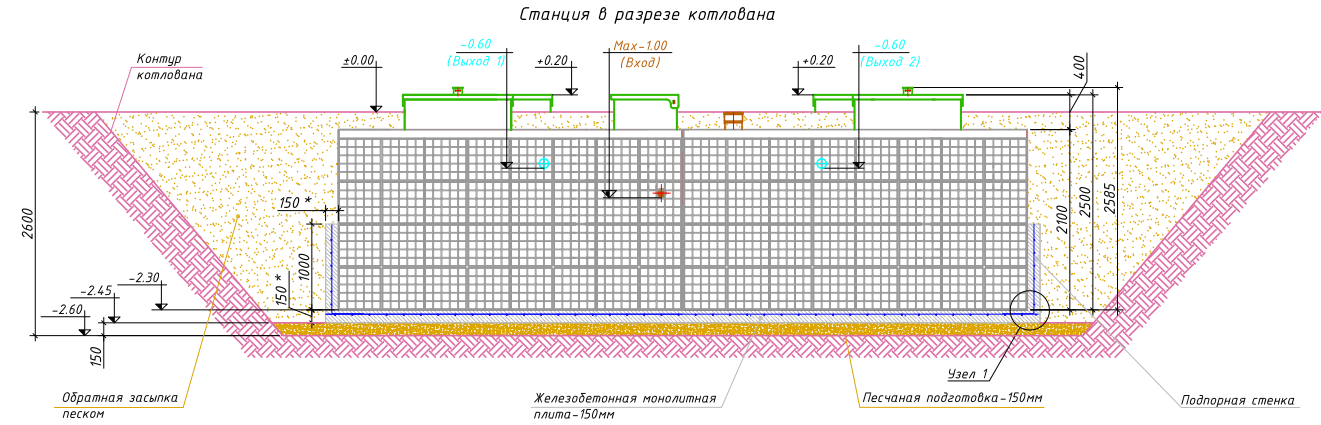 Станция в разрезе котлована
Контур
котлована
±0.00
-0.60
(Выход 1)
+0.20
Max-1.00
(Вход)
+0.20
-0.60
(Выход 2)
400
2600
150 *
1000
150 *
-2.30
-2.45
-2.60
150
2100
2500
2585
Узел 1
Обратная засыпка
песком
Железобетонная монолитная
плита-150мм
Песчаная подготовка-150мм
Подпорная стенка